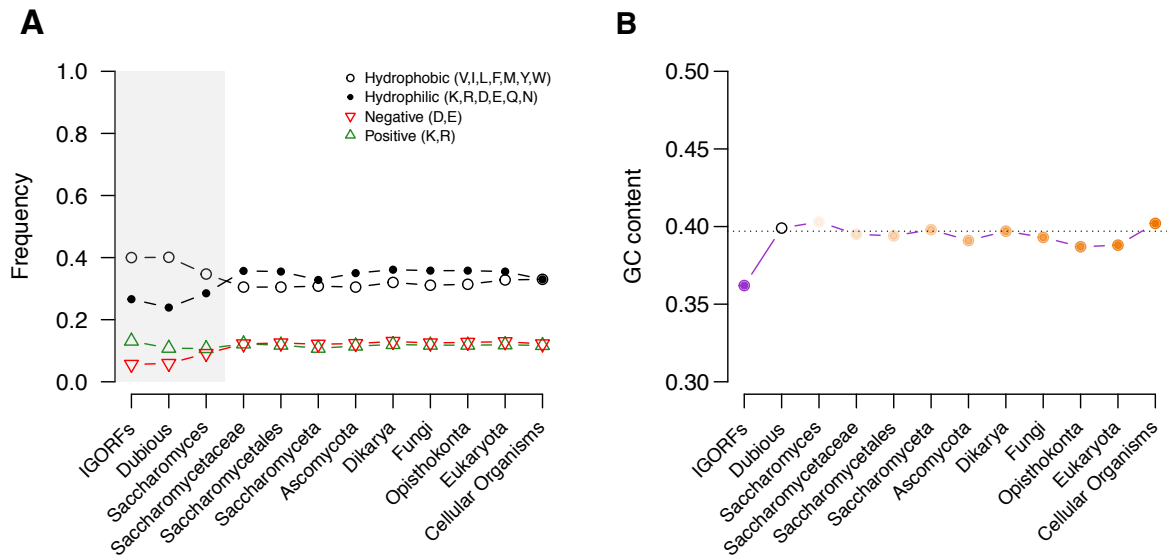 A
Frequency
1.0
0.8
0.6
0.4
0.2
0.0
Hydrophobic (V,I,L,F,M,Y,W)
Hydrophilic (K,R,D,E,Q,N)
Negative (D,E)
Positive (K,R)
IGORFs
Dubious
Saccharomyces
Saccharomycetaceae
Saccharomycetales
Saccharomyceta
Ascomycota
Dikarya
Fungi
Opisthokonta
Eukaryota
Cellular Organisms
B
GC content
0.50
0.45
0.40
0.35
0.30
IGORFs
Dubious
Saccharomyces
Saccharomycetaceae
Saccharomycetales
Saccharomyceta
Ascomycota
Dikarya
Fungi
Opisthokonta
Eukaryota
Cellular Organisms